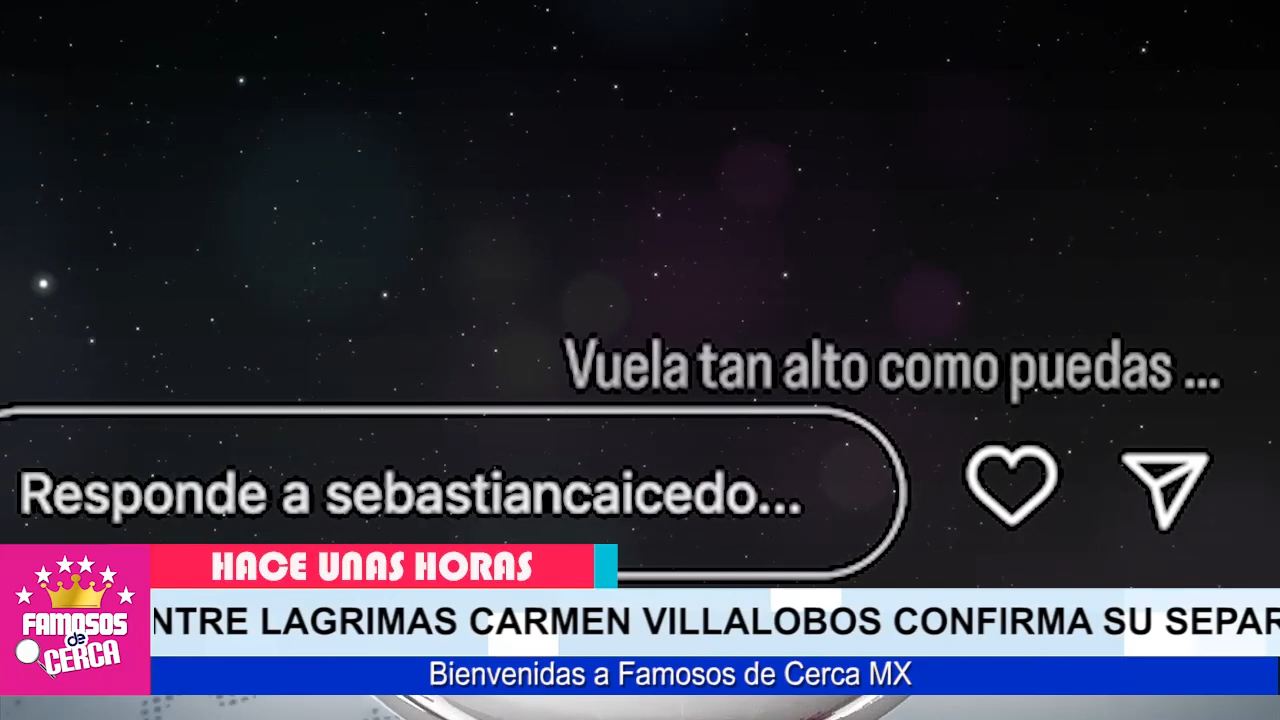 Vuela tan alto como puedas ...
Responde a sebastiancaicedo...
HACE UNAS HORAS
NTRE LAGRIMAS CARMEN VILLALOBOS CONFIRMA SU SEPAR
Bienvenidas a Famosos de Cerca MX
FAMOSOS
de
CERCA